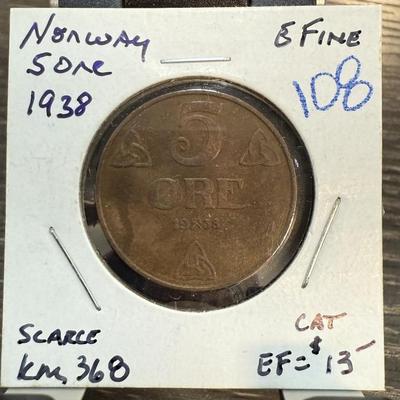 NORWAY
5 ORE
1938
E FINE
108
5
ØRE
1938
SCARCE
KM, 368
CAT
EF = $13-